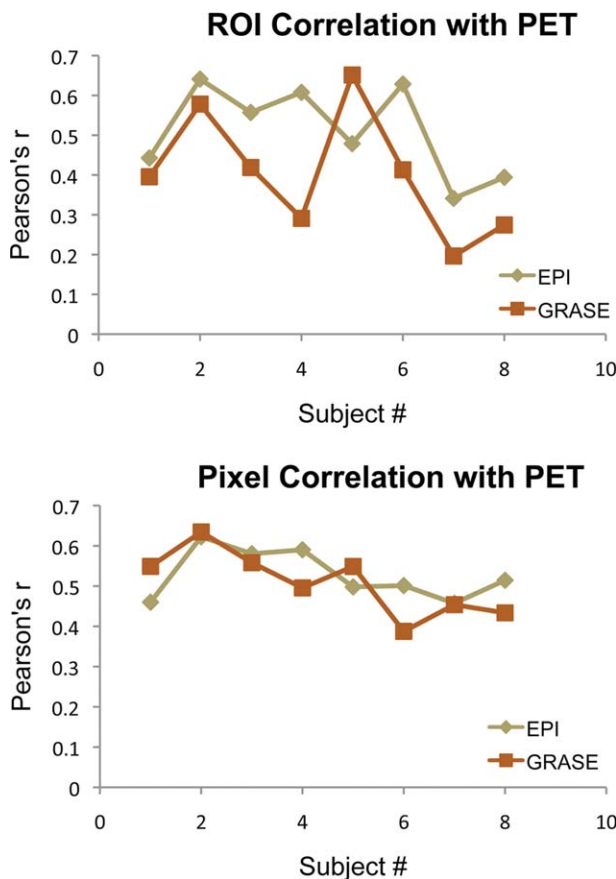 ROI Correlation with PET
0.7
0.6
0.5
0.4
0.3
0.2
0.1
0
Pearson's r
EPI
GRASE
0 2 4 6 8 10
Subject #
Pixel Correlation with PET
0.7
0.6
0.5
0.4
0.3
0.2
0.1
0
Pearson's r
EPI
GRASE
0 2 4 6 8 10
Subject #